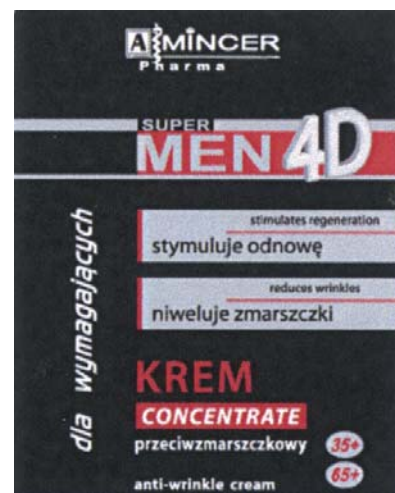 A MINCER
Pharma
SUPER
MEN 4D
dla wymagających
stimulates regeneration
stymuluje odnowę
reduces wrinkles
niweluje zmarszczki
KREM
CONCENTRATE
przeciwzmarszczkowy 35+
65+
anti-wrinkle cream